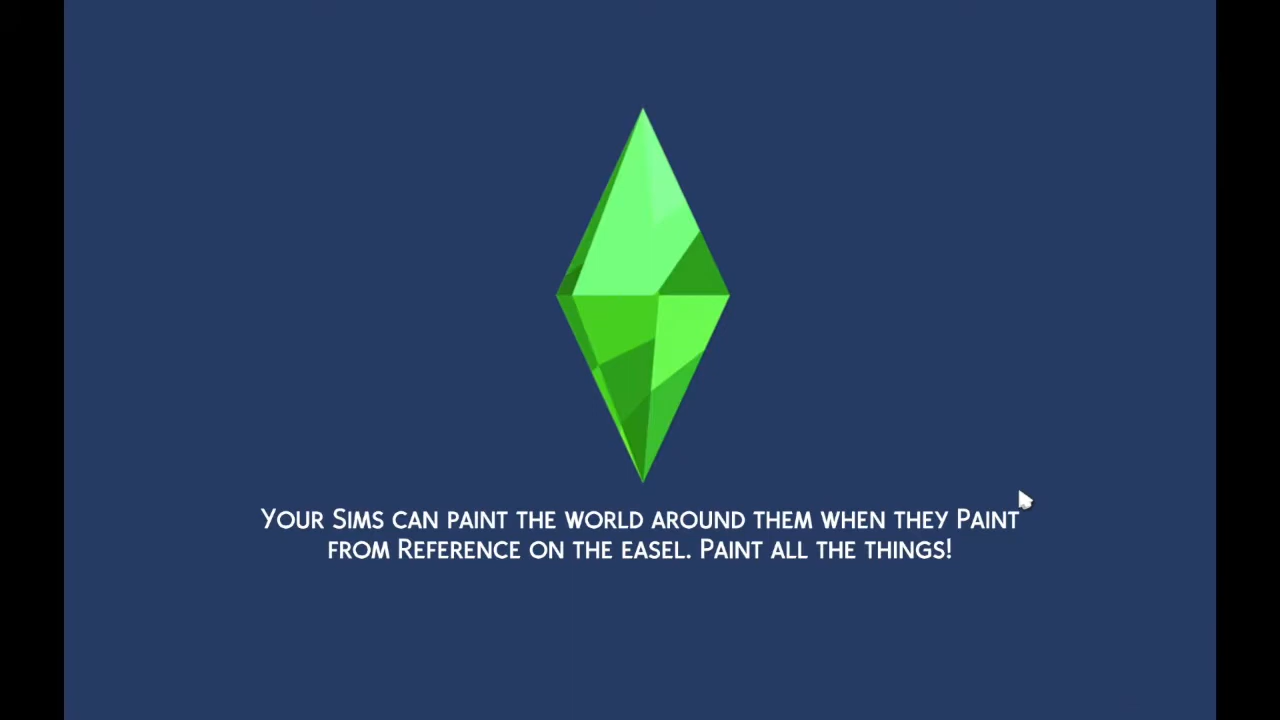 Your Sims can paint the world around them when they Paint
from Reference on the easel. Paint all the things!